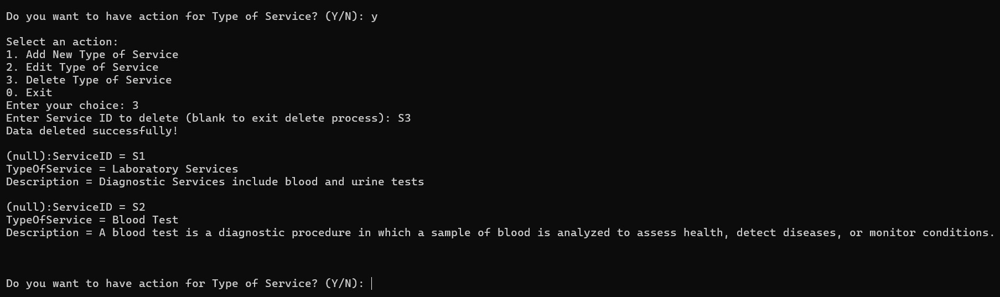 Do you want to have action for Type of Service? (Y/N): y
Select an action:
1. Add New Type of Service
2. Edit Type of Service
3. Delete Type of Service
0. Exit
Enter your choice: 3
Enter Service ID to delete (blank to exit delete process): S3
Data deleted successfully!
(null):ServiceID = S1
TypeOfService = Laboratory Services
Description = Diagnostic Services include blood and urine tests
(null):ServiceID = S2
TypeOfService = Blood Test
Description = A blood test is a diagnostic procedure in which a sample of blood is analyzed to assess health, detect diseases, or monitor conditions.
Do you want to have action for Type of Service? (Y/N):